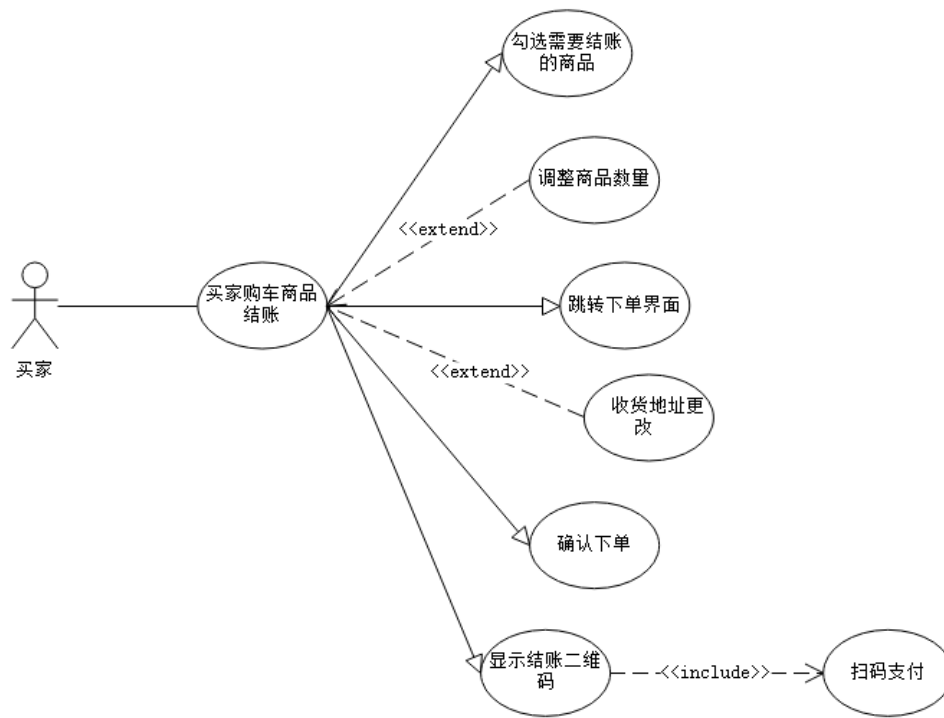 勾选需要结账
的商品
调整商品数量
<<extend>>
买家购车商品
结账
跳转下单界面
买家
<<extend>>
收货地址更
改
确认下单
显示结账二维
码
<<include>>
扫码支付